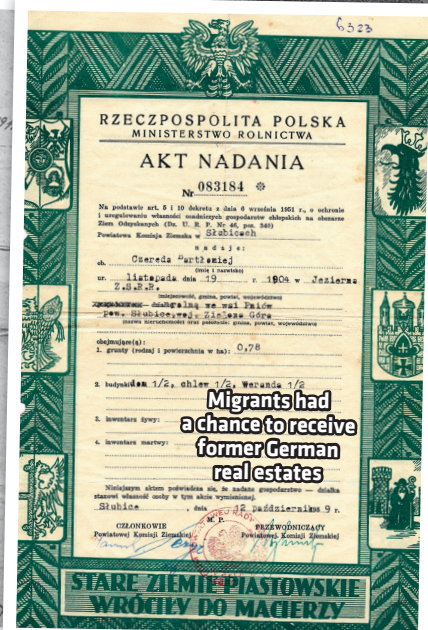 6323
RZECZPOSPOLITA POLSKA
MINISTERSTWO ROLNICTWA
AKT NADANIA
Nr 083184
Na podstawie art. 5 i 10 dekretu z dnia 6 września 1951 r., o ochronie
i uregulowaniu własności osadniczych gospodarstw chłopskich na obszarze
Ziem Odzyskanych (Dz. U. R. P. Nr 46, poz. 340)
Powiatowa Komisja Ziemska w Słubicach
nadaje:
ob. Czereda Bartłomiej
(imię i nazwisko)
ur. listopada dnia 19 r. 1904 w Jezierna
Z.S.R.R.
(miejscowość, gmina, powiat, województwo)
we wsi
pow. Słubice, woj. Zielona Góra
(nazwa nieruchomości oraz położenie: gmina, powiat, województwo)
obejmujące(ą):
1. grunty (rodzaj i powierzchnia w ha): 0,78
2. budynki dom 1/2, chlew 1/2, Weranda 1/2
3. inwentarz żywy:
4. inwentarz martwy:
Migrants had
a chance to receive
former German
real estates
Niniejszym aktem poświadcza się, że nadane gospodarstwo — działka
stanowi własność osoby w tym akcie wymienionej.
Słubice, dnia 12 października 9 r.
M. P.
CZŁONKOWIE PRZEWODNICZĄCY
Powiatowej Komisji Ziemskiej Powiatowej Komisji Ziemskiej
STARE ZIEMIE PIASTOWSKIE
WRÓCIŁY DO MACIERZY